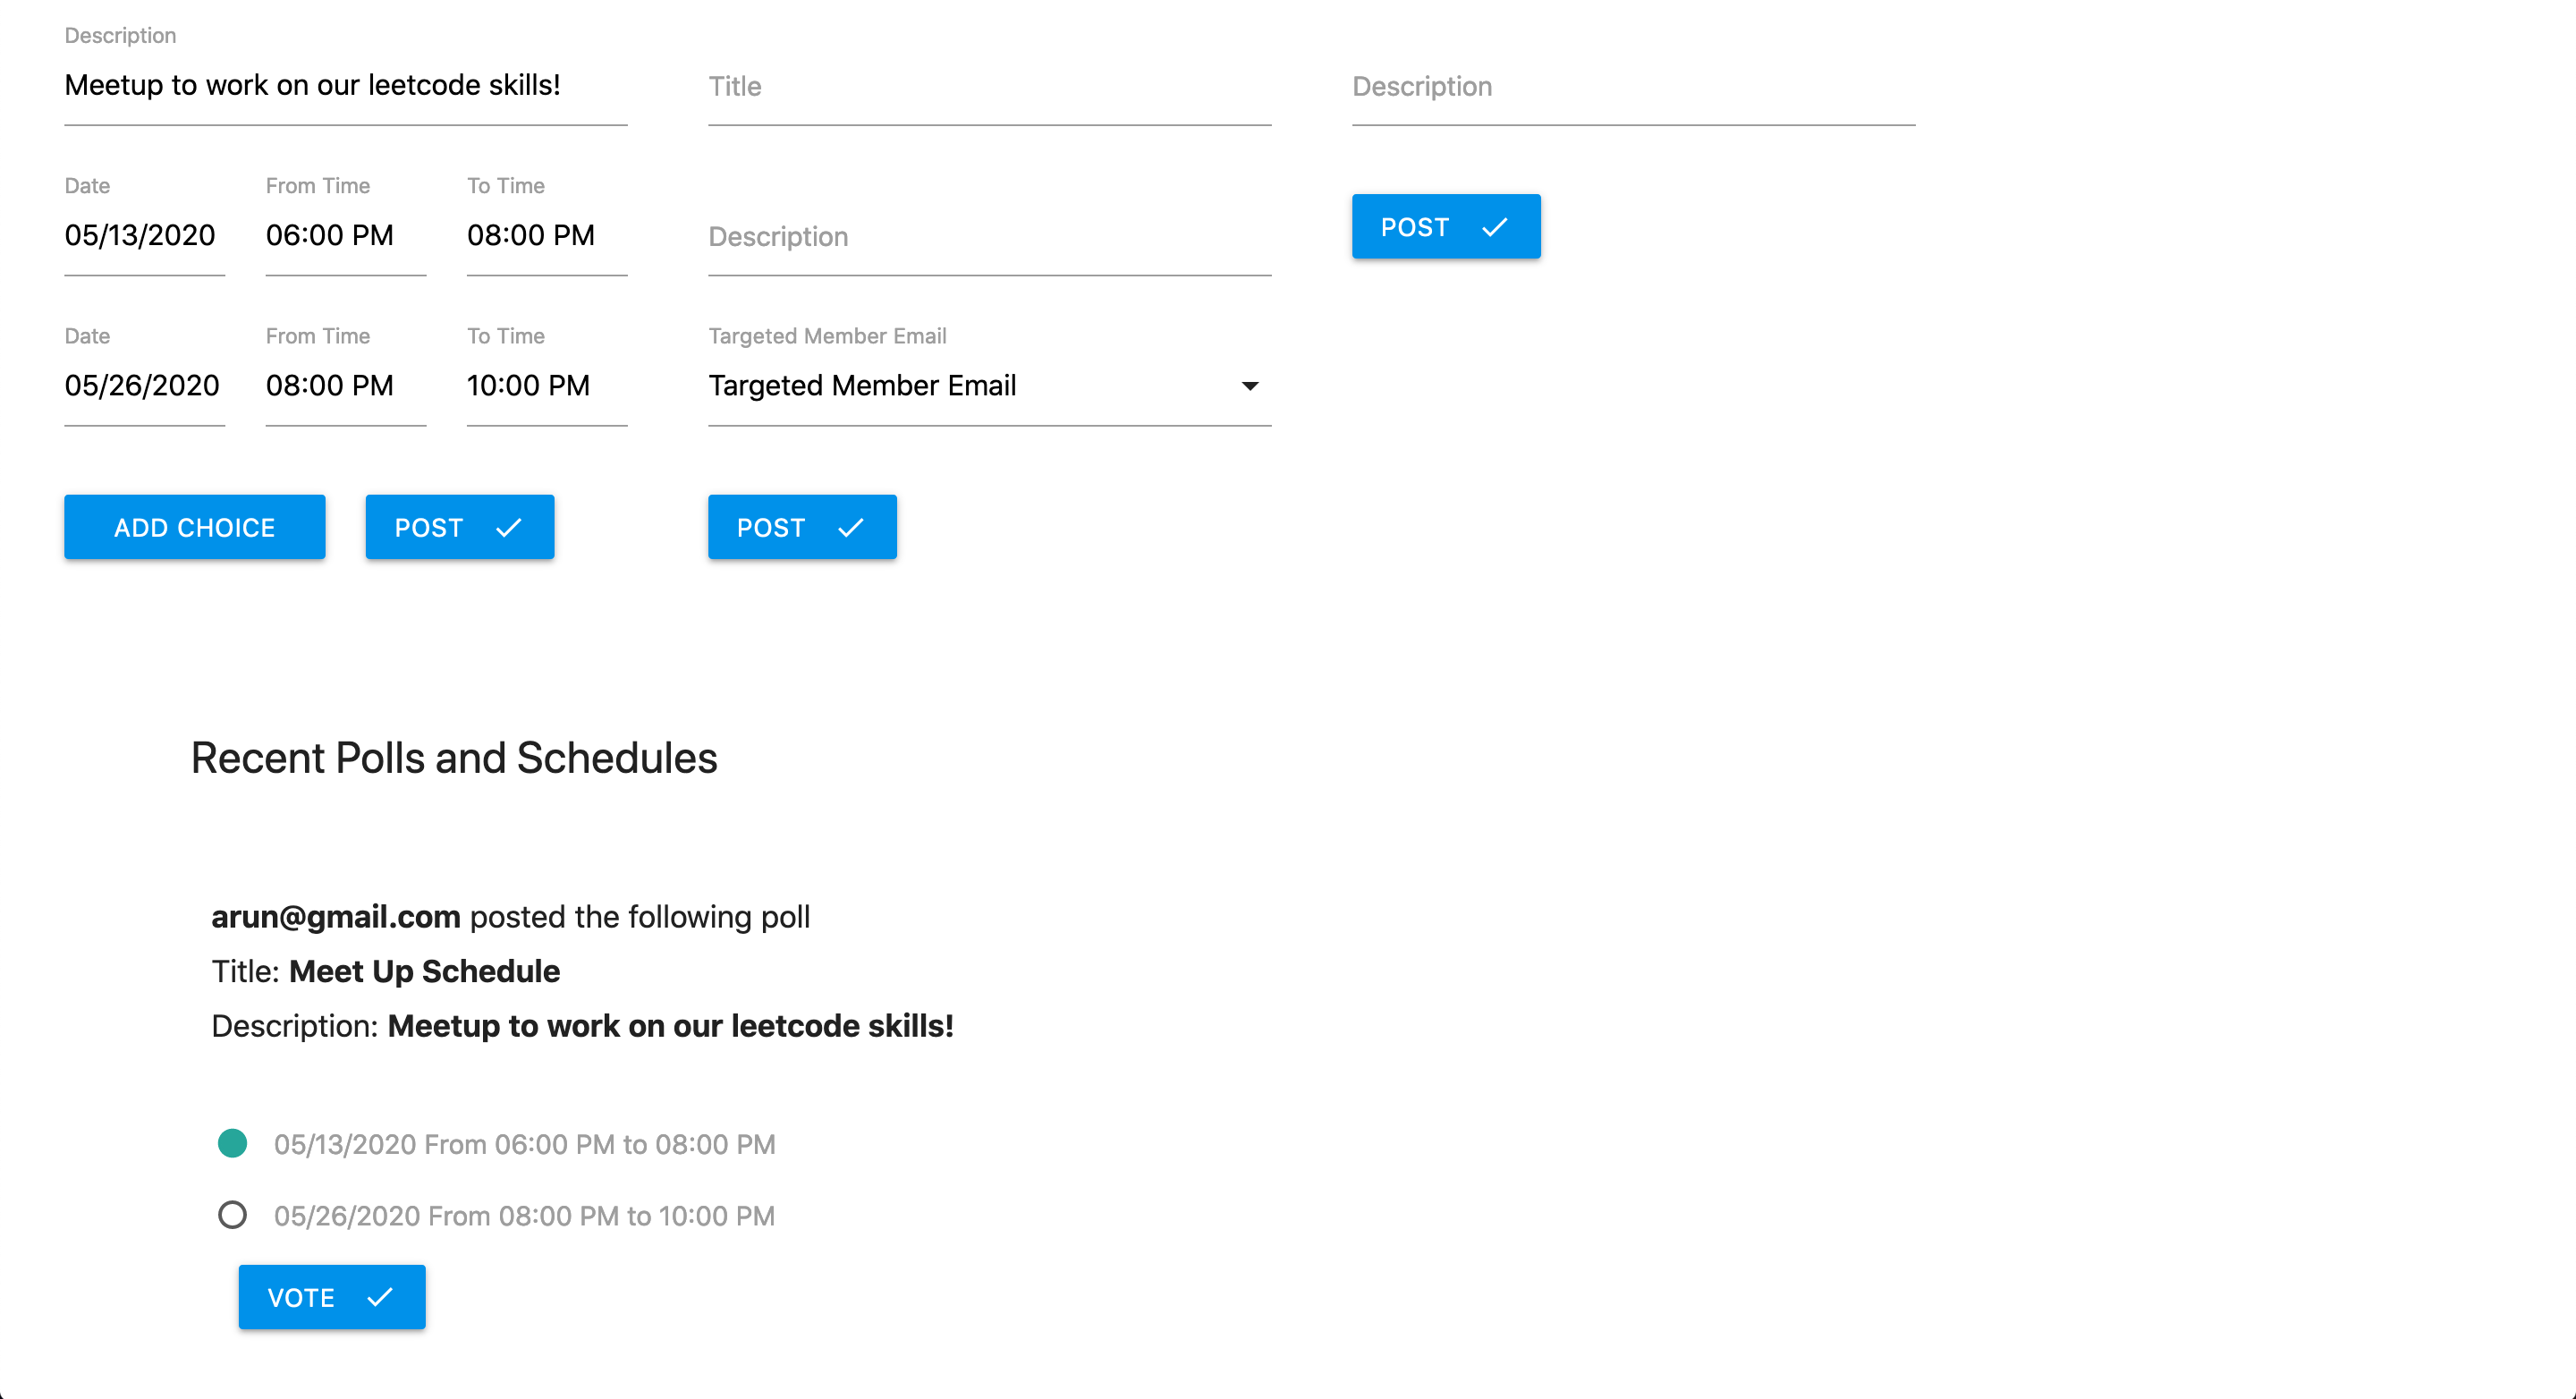 Description
Meetup to work on our leetcode skills!
Title
Description
Date From Time To Time
05/13/2020 06:00 PM 08:00 PM
Description
POST
Date From Time To Time
Targeted Member Email
05/26/2020 08:00 PM 10:00 PM
Targeted Member Email
ADD CHOICE
POST
POST
Recent Polls and Schedules
arun@gmail.com posted the following poll
Title: Meet Up Schedule
Description: Meetup to work on our leetcode skills!
05/13/2020 From 06:00 PM to 08:00 PM
05/26/2020 From 08:00 PM to 10:00 PM
VOTE